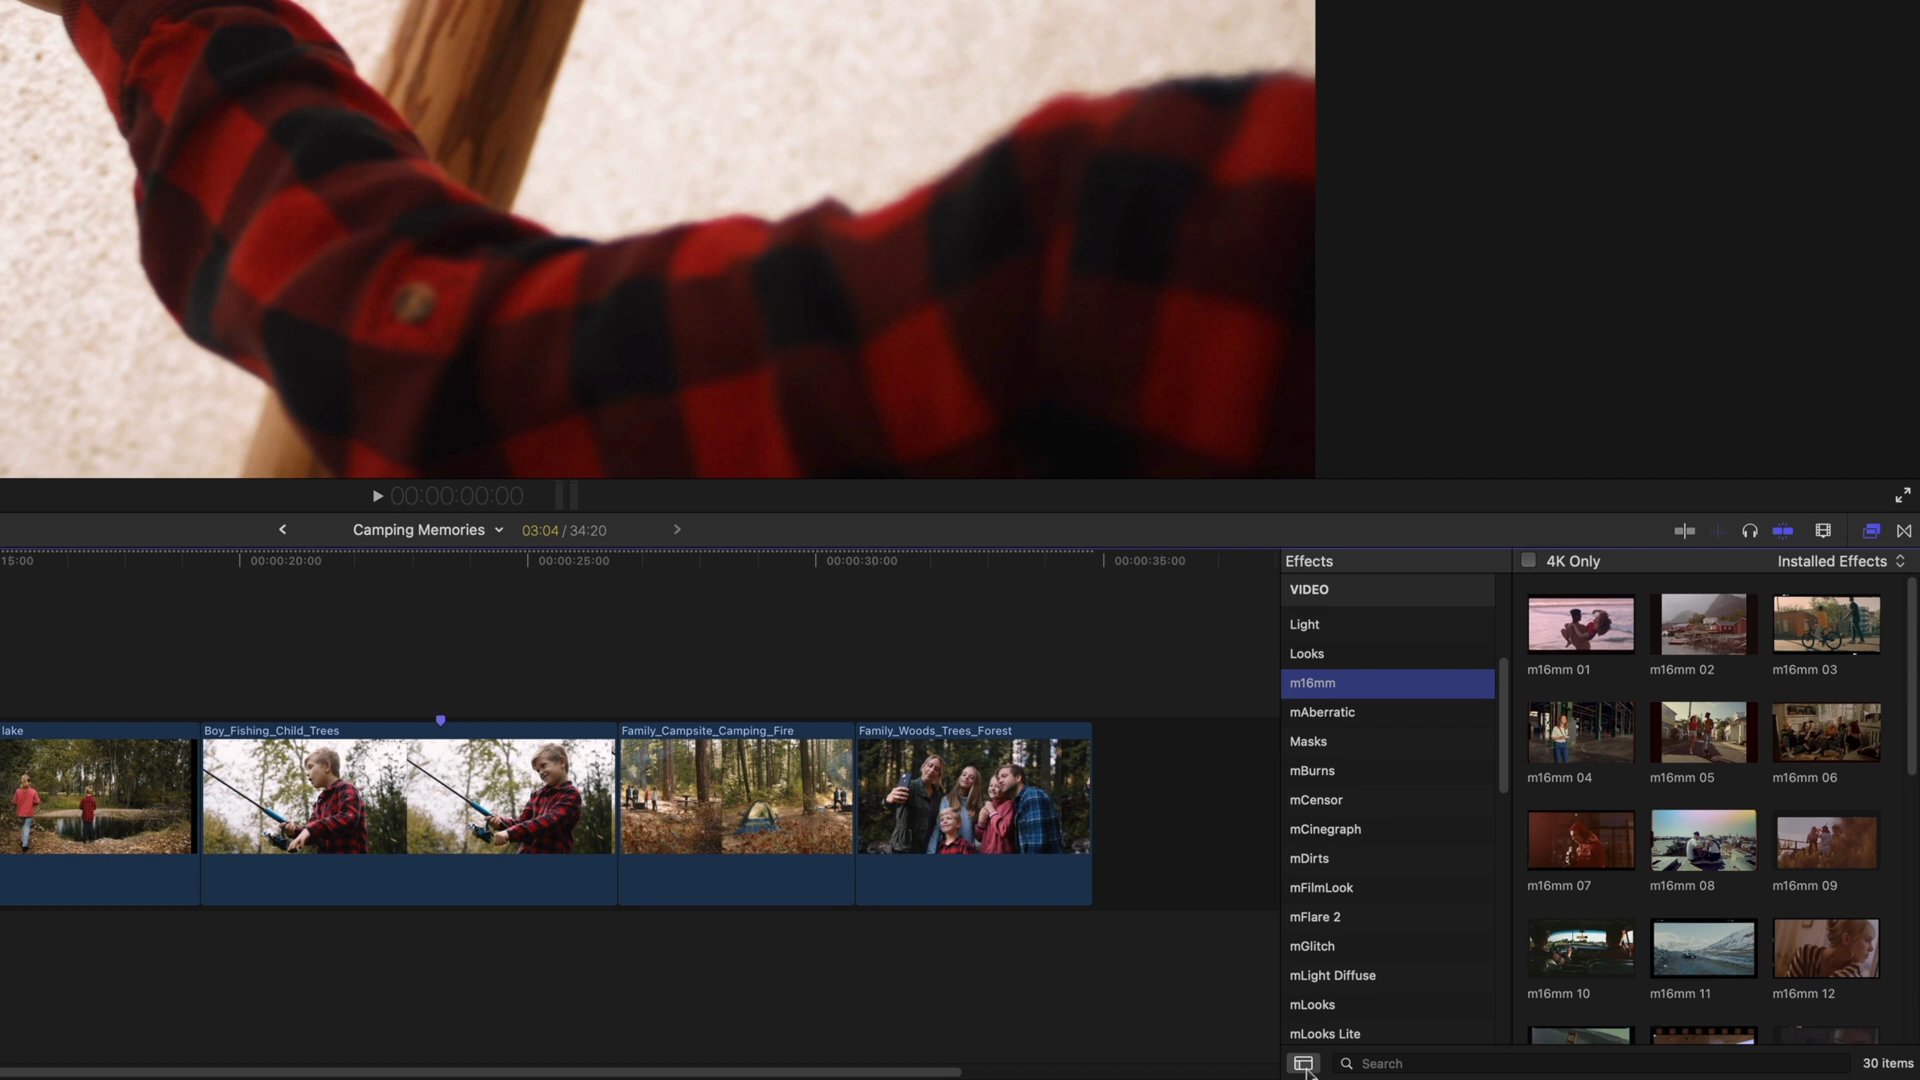 00:00:00:00
Camping Memories
03:04 / 34:20
15:00
00:00:20:00
00:00:25:00
00:00:30:00
00:00:35:00
lake
Boy_Fishing_Child_Trees
Family_Campsite_Camping_Fire
Family_Woods_Trees_Forest
Effects
4K Only
Installed Effects
VIDEO
Light
Looks
m16mm
mAberratic
Masks
mBurns
mCensor
mCinegraph
mDirts
mFilmLook
mFlare 2
mGlitch
mLight Diffuse
mLooks
mLooks Lite
m16mm 01
m16mm 02
m16mm 03
m16mm 04
m16mm 05
m16mm 06
m16mm 07
m16mm 08
m16mm 09
m16mm 10
m16mm 11
m16mm 12
Search
30 items